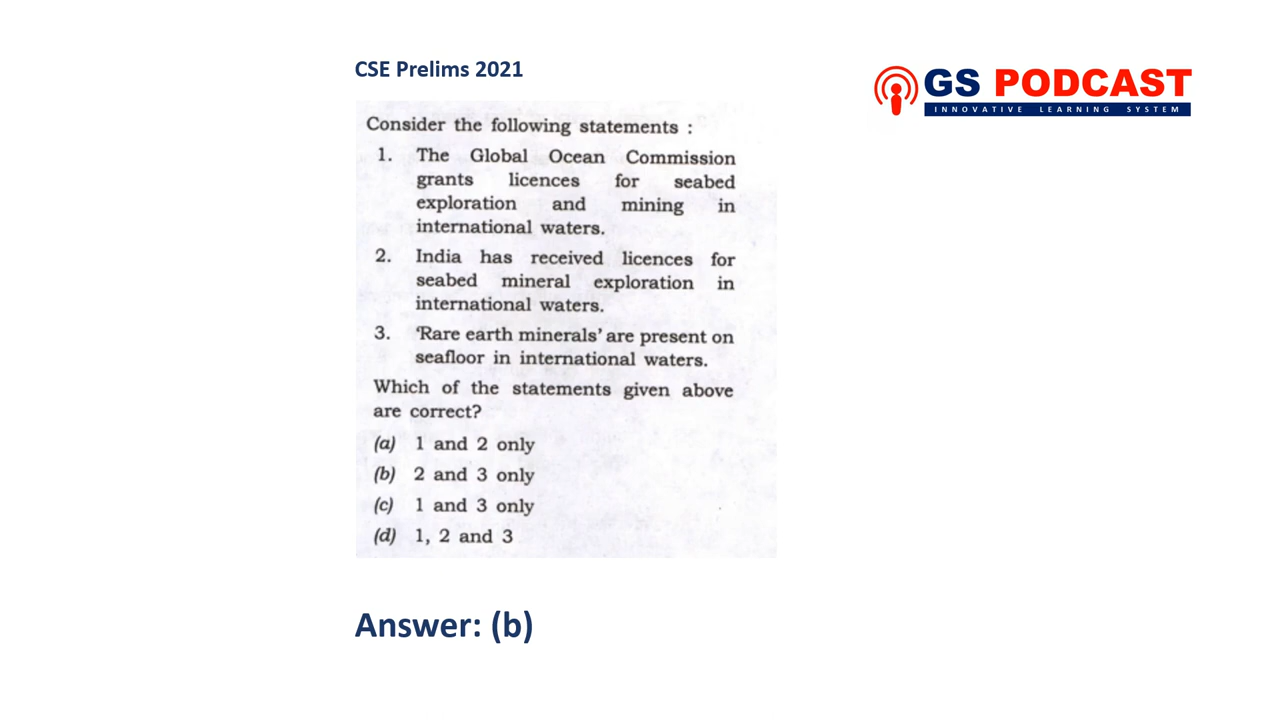 CSE Prelims 2021
GS PODCAST
INNOVATIVE LEARNING SYSTEM
Consider the following statements :
1. The Global Ocean Commission
grants licences for seabed
exploration and mining in
international waters.
2. India has received licences for
seabed mineral exploration in
international waters.
3. ‘Rare earth minerals’ are present on
seafloor in international waters.
Which of the statements given above
are correct?
(a) 1 and 2 only
(b) 2 and 3 only
(c) 1 and 3 only
(d) 1, 2 and 3
Answer: (b)